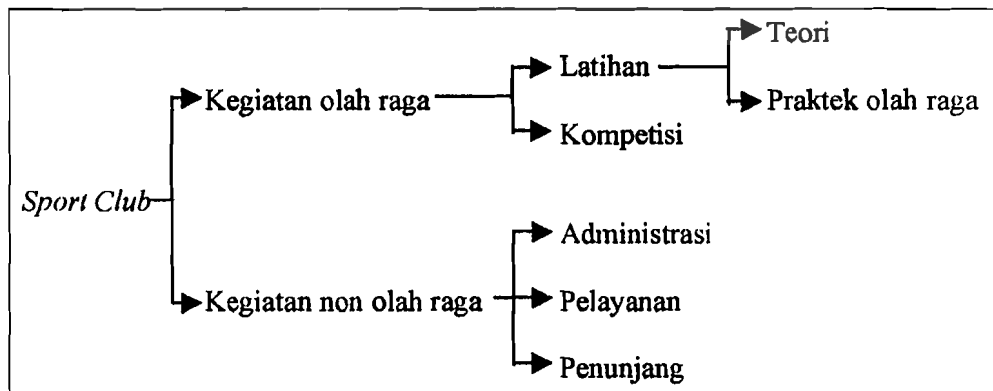 Teori
Latihan
Kegiatan olah raga
Praktek olah raga
Kompetisi
Sport Club
Administrasi
Kegiatan non olah raga
Pelayanan
Penunjang